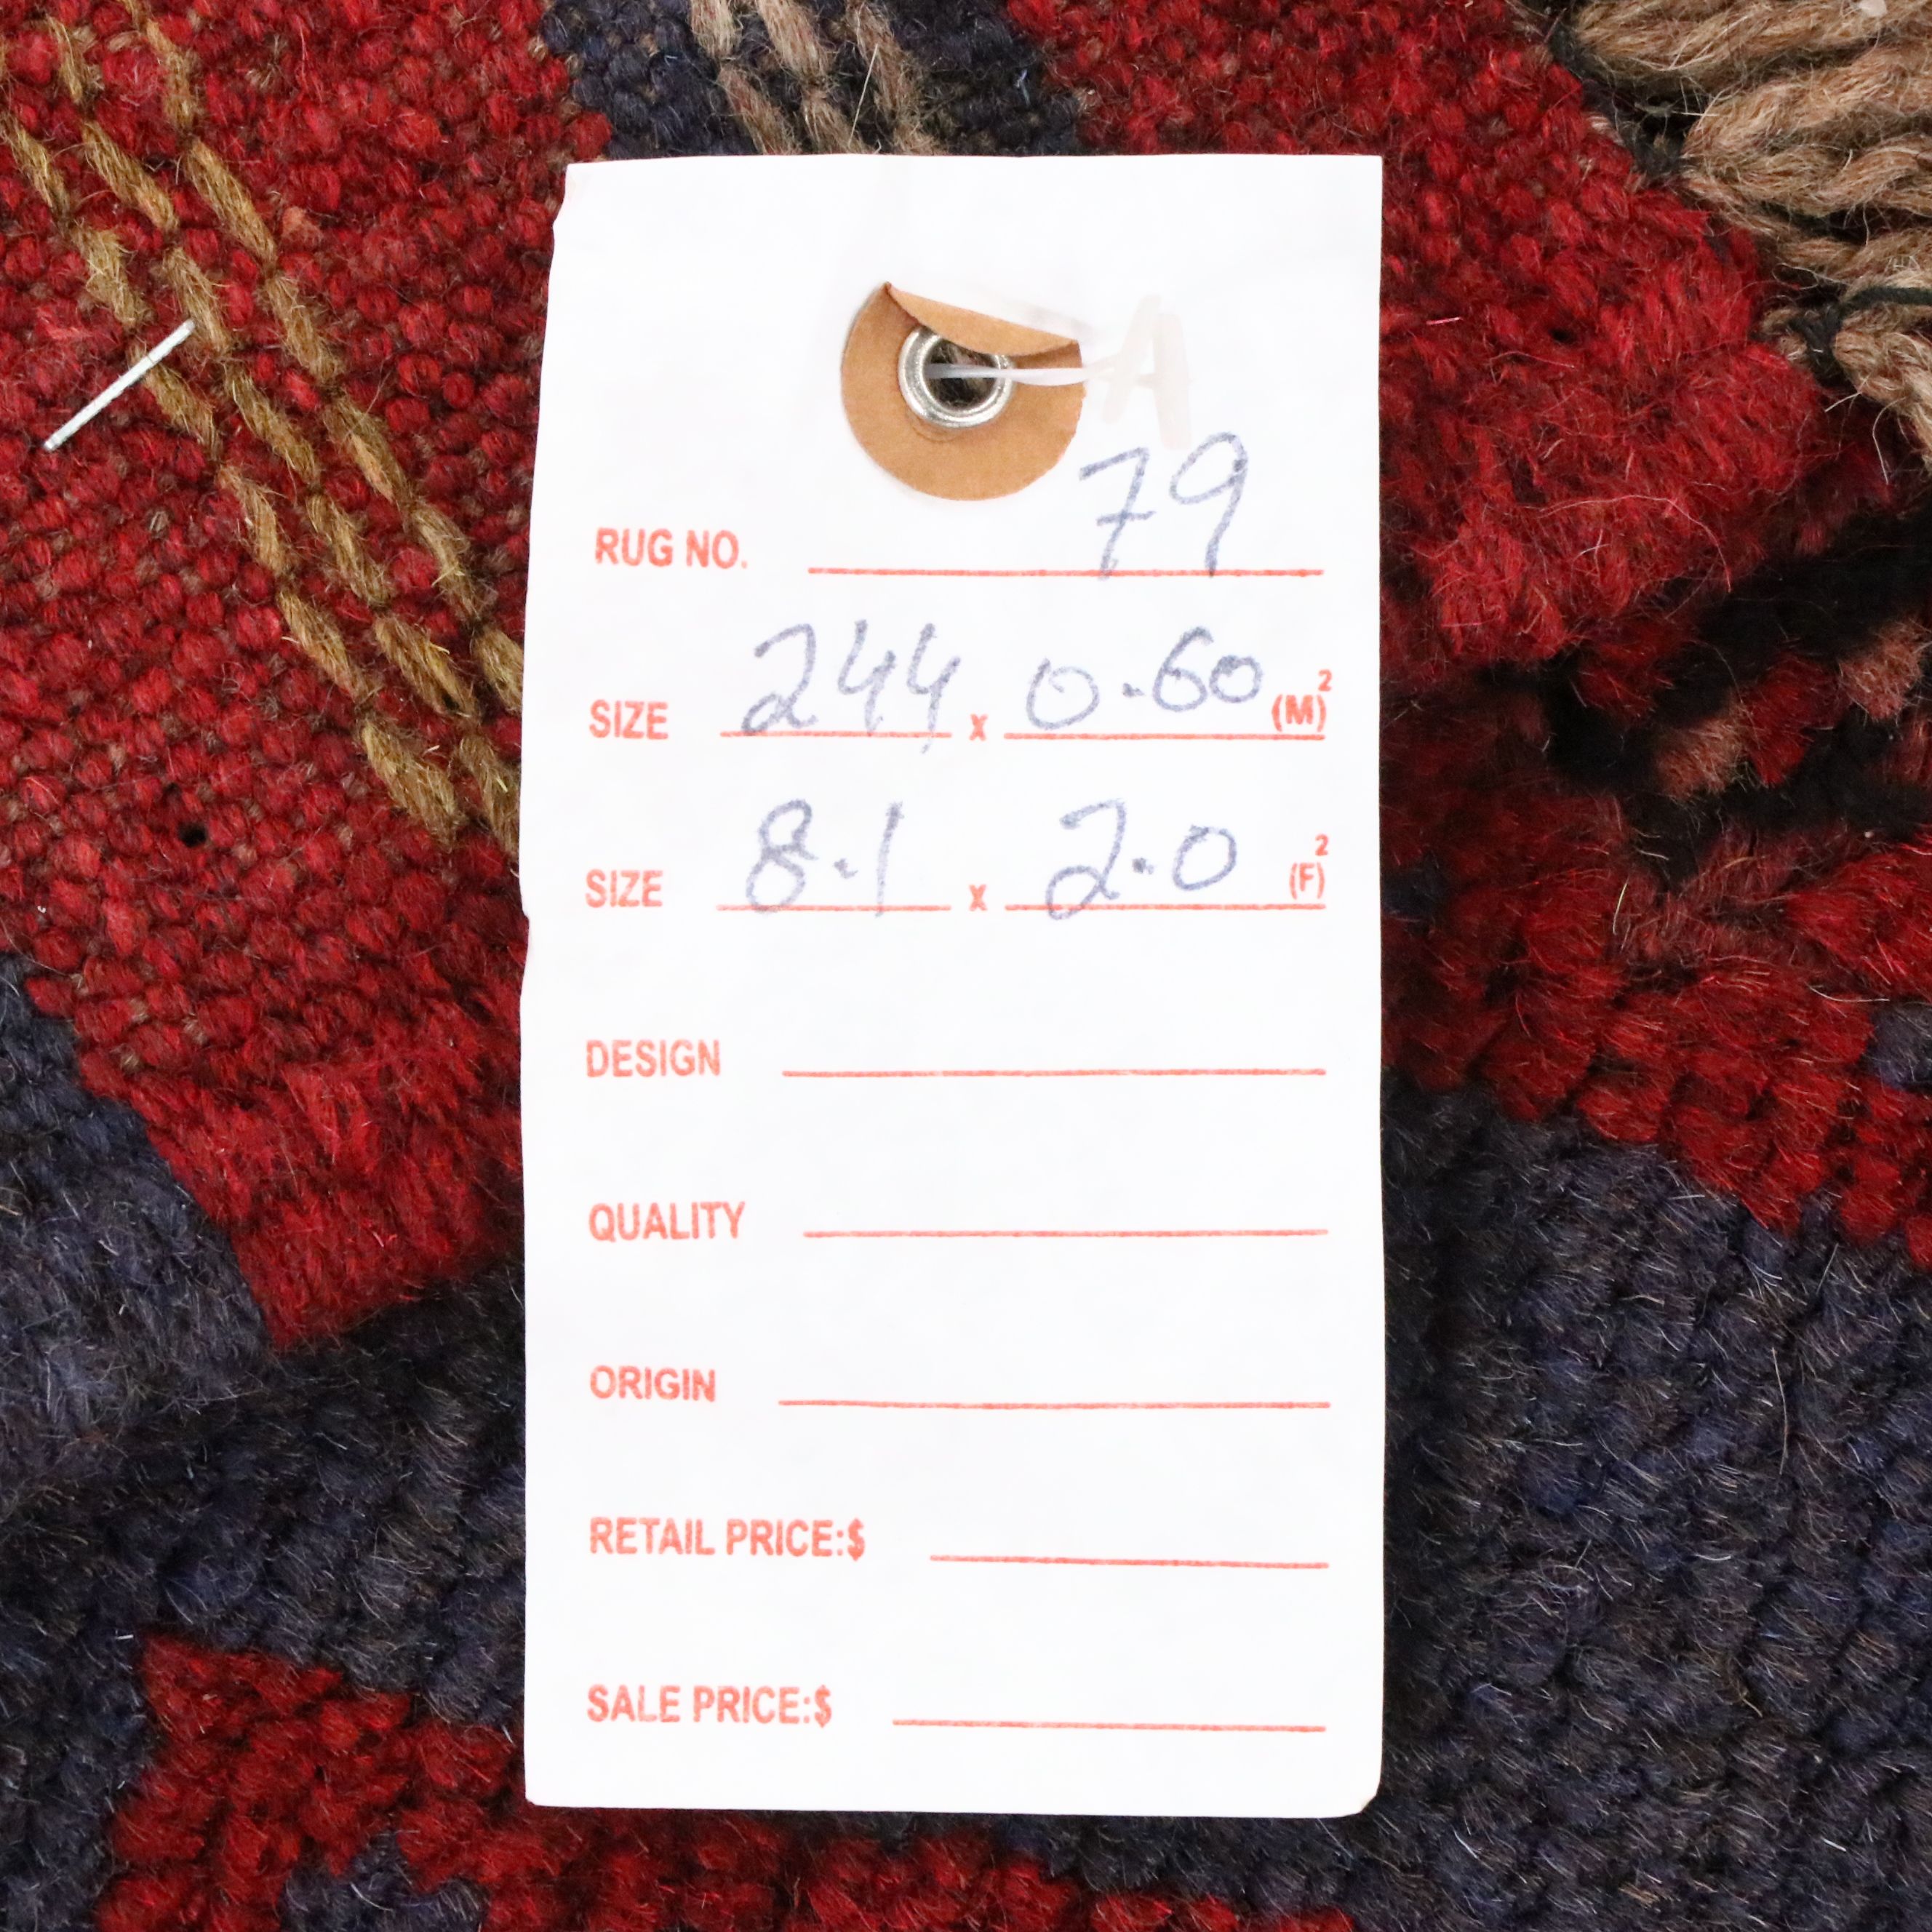 RUG NO. 79
SIZE 244 x 0.60 (M)²
SIZE 8.1 x 2.0 (F)²
DESIGN
QUALITY
ORIGIN
RETAIL PRICE:$
SALE PRICE:$